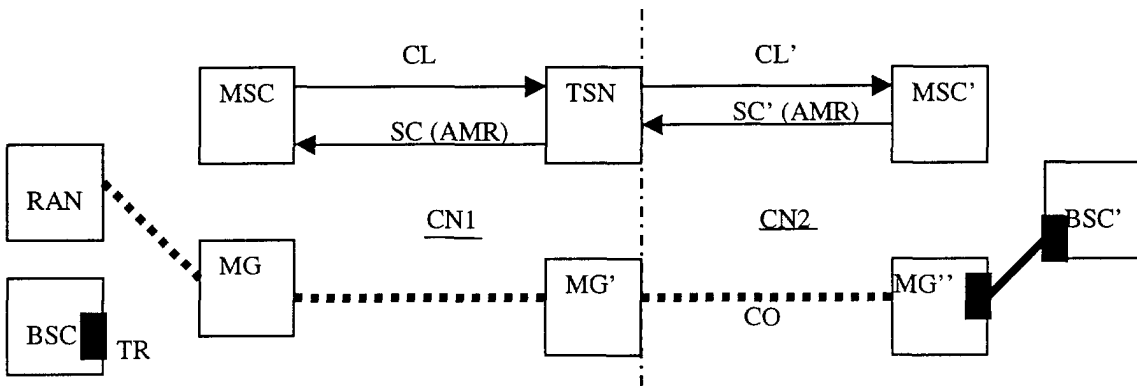 CL
CL'
MSC
TSN
MSC'
SC (AMR)
SC' (AMR)
RAN
CN1
CN2
BSC'
MG
MG'
MG''
CO
BSC
TR